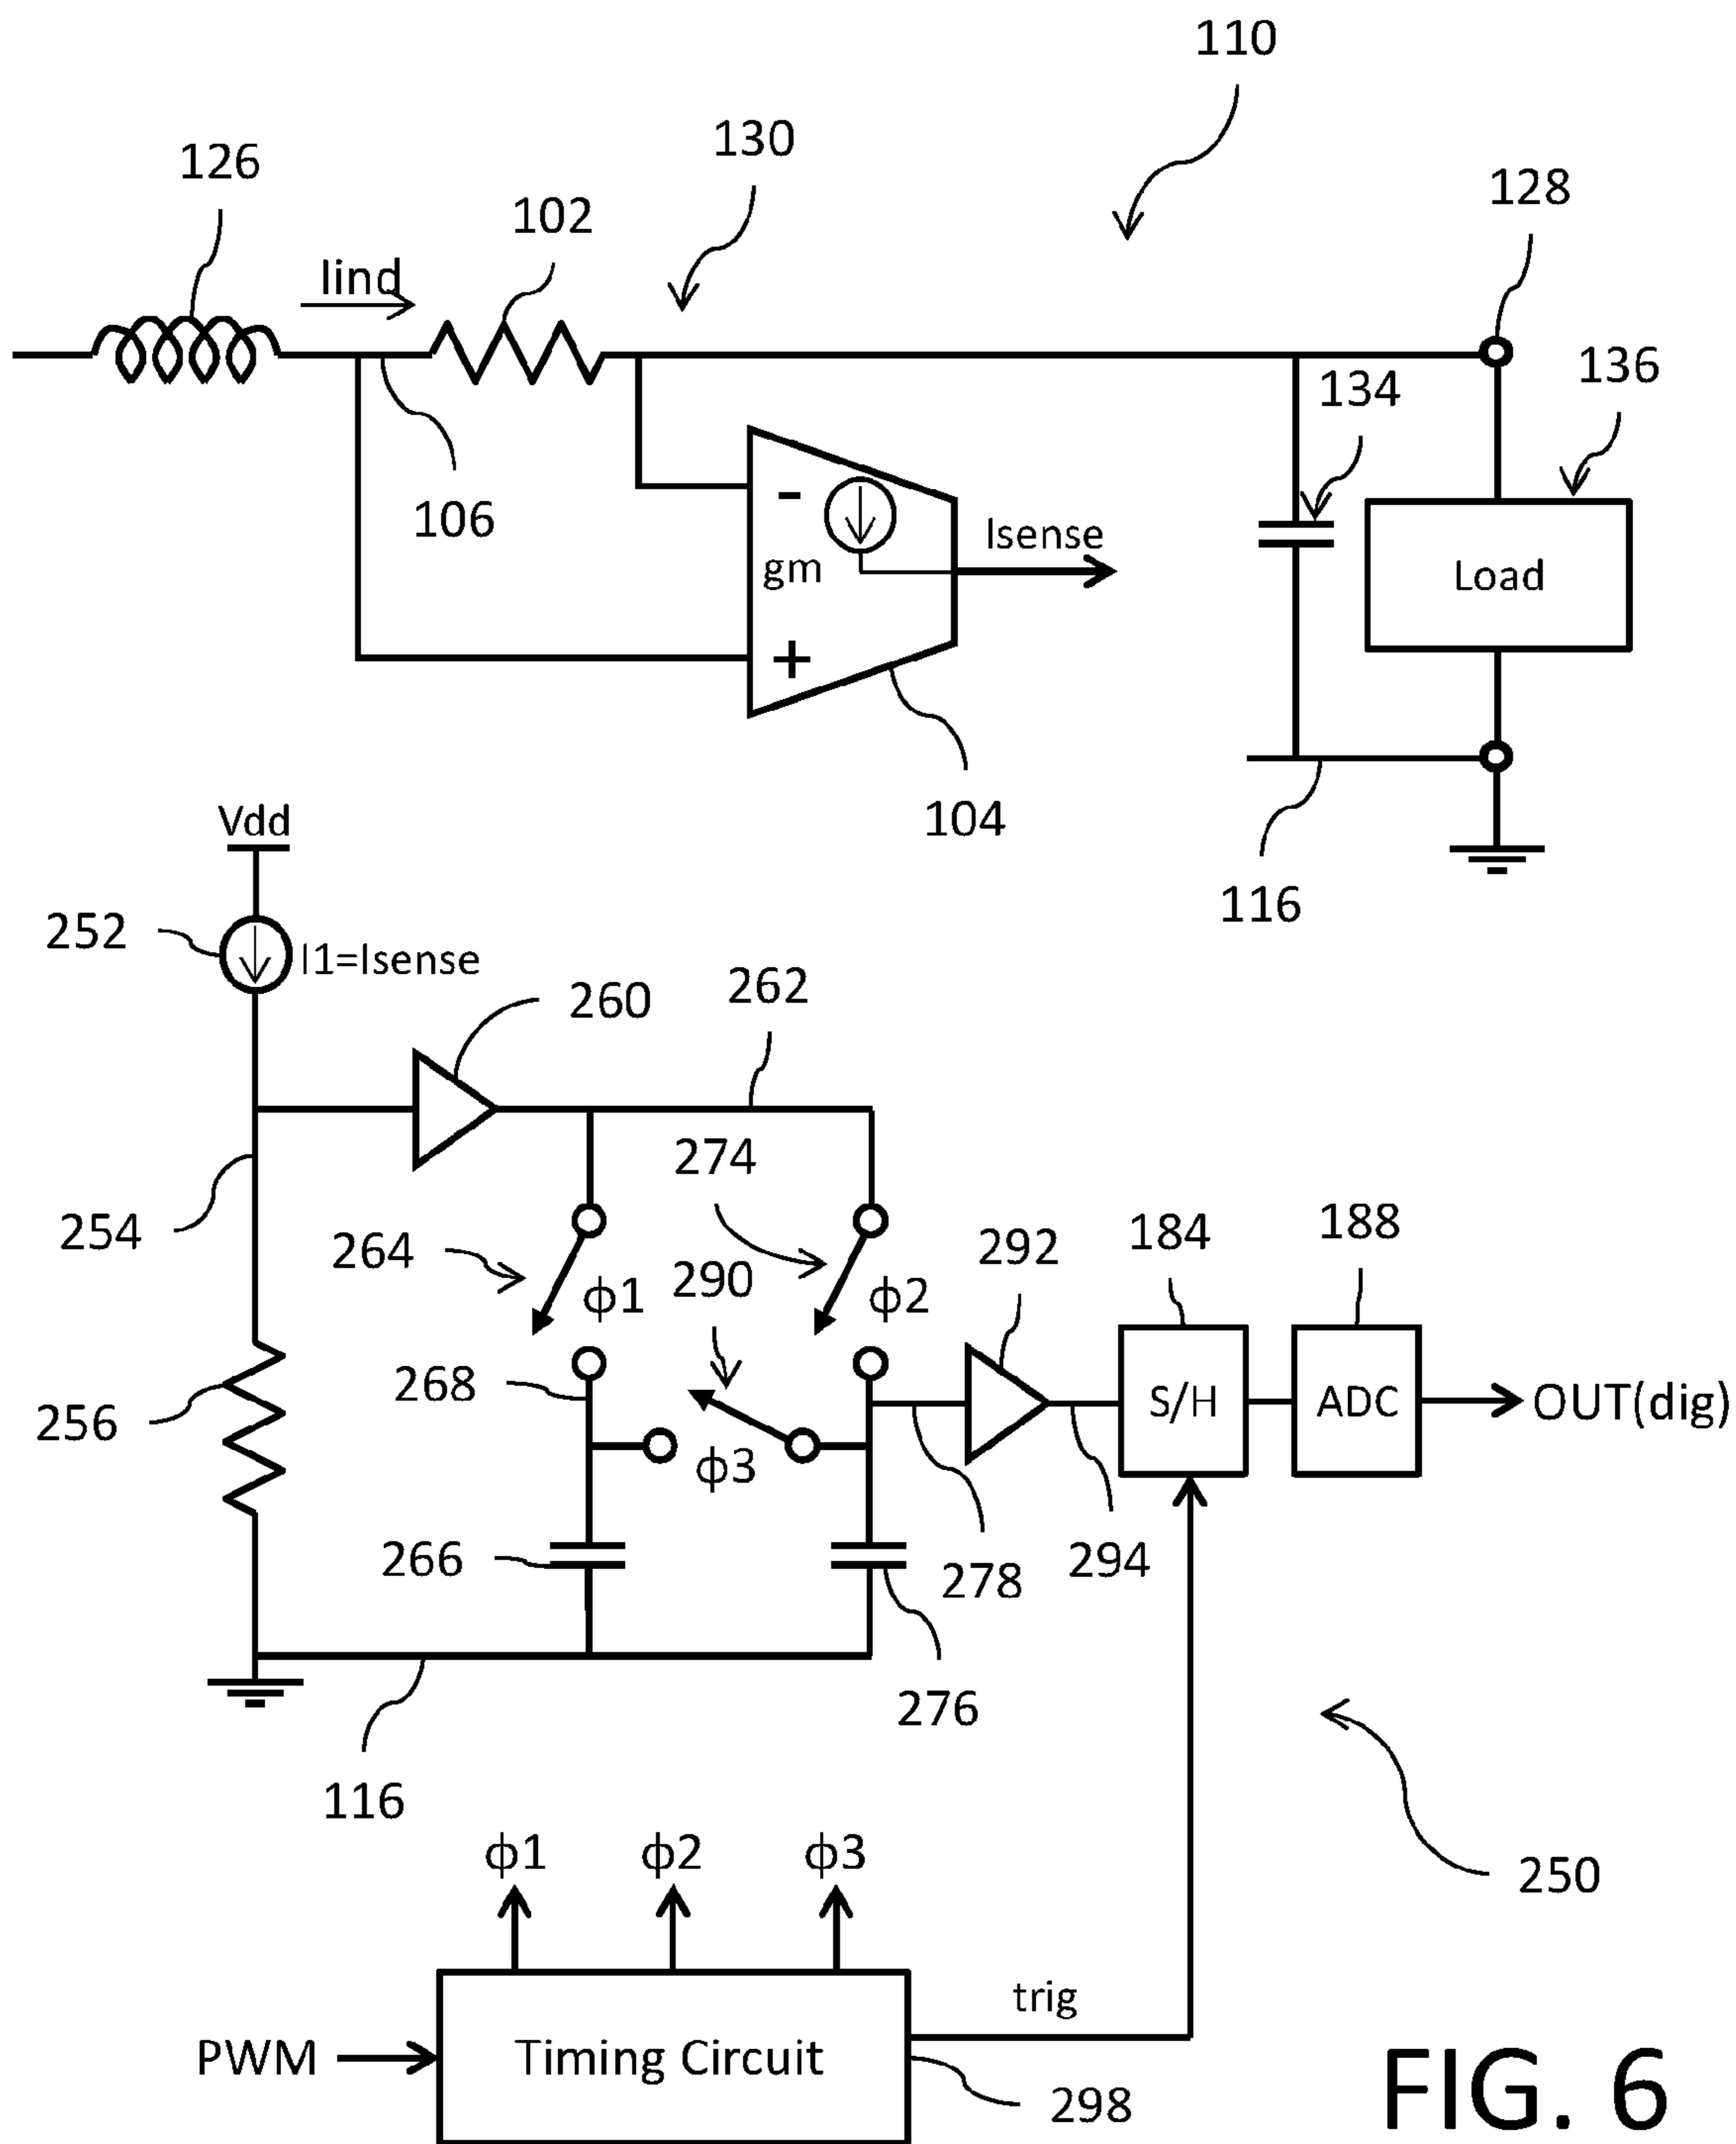 110
130
126
102
128
Iind
134
136
106
-
gm
+
Isense
Load
104
116
Vdd
252
I1=Isense
260
262
274
254
264
290
ϕ1
ϕ2
292
184
188
268
256
ϕ3
S/H
ADC
OUT(dig)
266
278
294
276
116
ϕ1
ϕ2
ϕ3
250
trig
PWM
Timing Circuit
298
FIG. 6